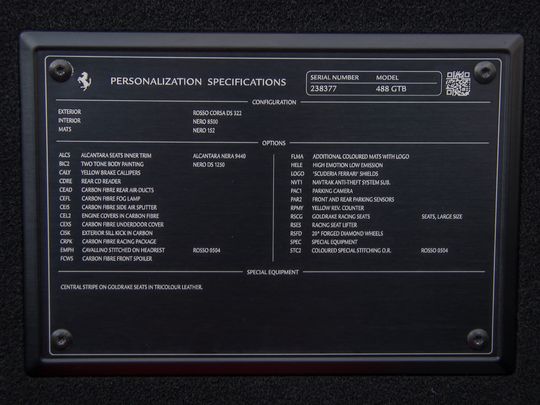 PERSONALIZATION SPECIFICATIONS
SERIAL NUMBER MODEL
238377 488 GTB
CONFIGURATION
EXTERIOR ROSSO CORSA DS 322
INTERIOR NERO 8500
MATS NERO 152
OPTIONS
ALCS ALCANTARA SEATS INNER TRIM ALCANTARA NERA 9440
BIC2 TWO TONE BODY PAINTING NERO DS 1250
CALY YELLOW BRAKE CALLIPERS
CDRE REAR CD READER
CEAD CARBON FIBRE REAR AIR-DUCTS
CEFL CARBON FIBRE FOG LAMP
CEIS CARBON FIBRE SIDE AIR SPLITTER
CEL2 ENGINE COVERS IN CARBON FIBRE
CEXS CARBON FIBRE UNDERDOOR COVER
CISK EXTERIOR SILL KICK IN CARBON
CRPK CARBON FIBRE RACING PACKAGE
EMPH CAVALLINO STITCHED ON HEADREST ROSSO 0504
FCWS CARBON FIBRE FRONT SPOILER
FLMA ADDITIONAL COLOURED MATS WITH LOGO
HELE HIGH EMOTION LOW EMISSION
LOGO "SCUDERIA FERRARI" SHIELDS
NVT1 NAVTRAK ANTI-THEFT SYSTEM SUB.
PAC1 PARKING CAMERA
PAR2 FRONT AND REAR PARKING SENSORS
RPMY YELLOW REV. COUNTER
RSCG GOLDRAKE RACING SEATS SEATS, LARGE SIZE
RSES RACING SEAT LIFTER
RSFD 20" FORGED DIAMOND WHEELS
SPEC SPECIAL EQUIPMENT
STC2 COLOURED SPECIAL STITCHING O.R. ROSSO 0504
SPECIAL EQUIPMENT
CENTRAL STRIPE ON GOLDRAKE SEATS IN TRICOLOUR LEATHER.